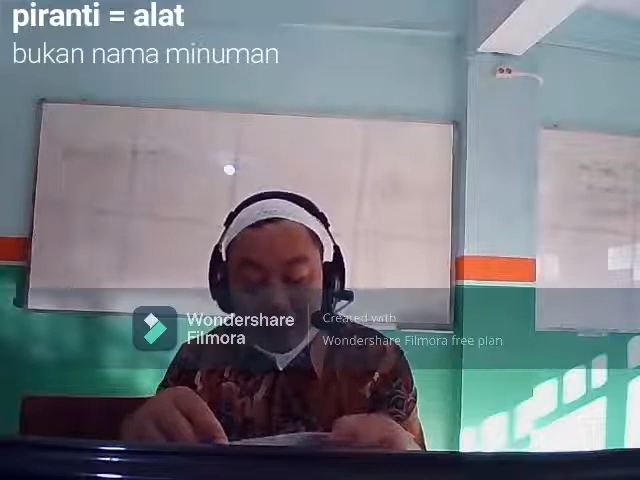 piranti = alat
bukan nama minuman
Wondershare
Filmora
Created with
Wondershare Filmora free plan